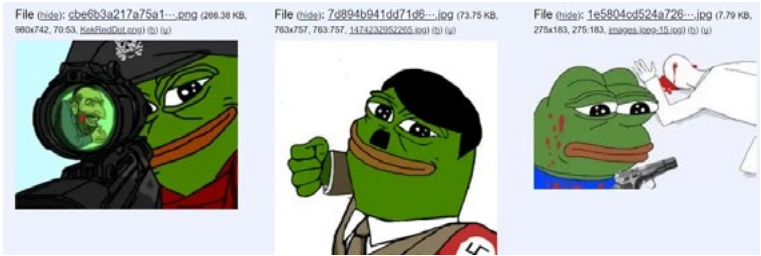 File (hide): cbe6b3a217a75a1···.png (266.38 KB,
980x742, 70:53, KekRedDot.png) (h) (u)
File (hide): 7d894b941dd71d6···.jpg (73.75 KB,
763x757, 763:757, 1474232952265.jpg) (h) (u)
File (hide): 1e5804cd524a726···.jpg (7.79 KB,
275x183, 275:183, images.jpeg-15.jpg) (h) (u)